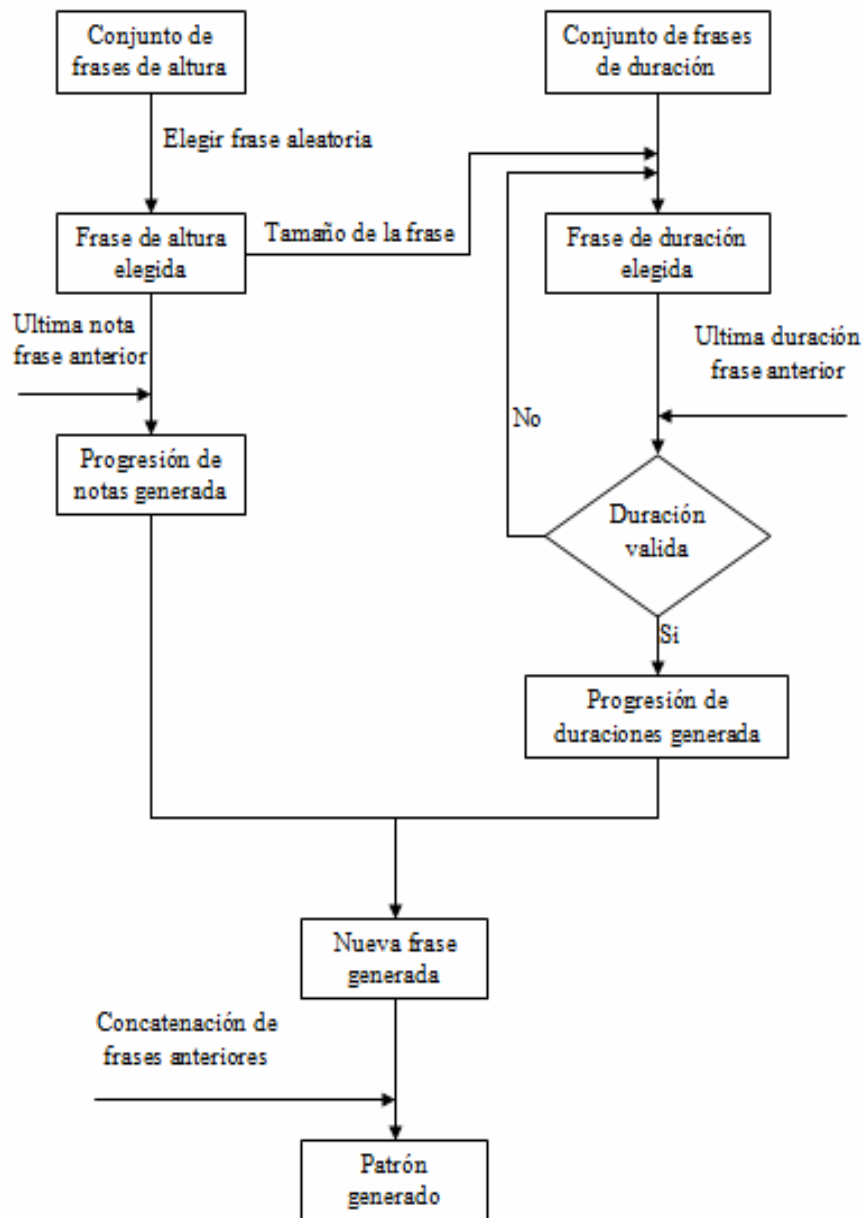 Conjunto de
frases de altura
Conjunto de frases
de duración
Elegir frase aleatoria
Frase de altura
elegida
Tamaño de la frase
Frase de duración
elegida
Ultima nota
frase anterior
Ultima duración
frase anterior
No
Progresión de
notas generada
Duración
valida
Si
Progresión de
duraciones generada
Nueva frase
generada
Concatenación de
frases anteriores
Patrón
generado